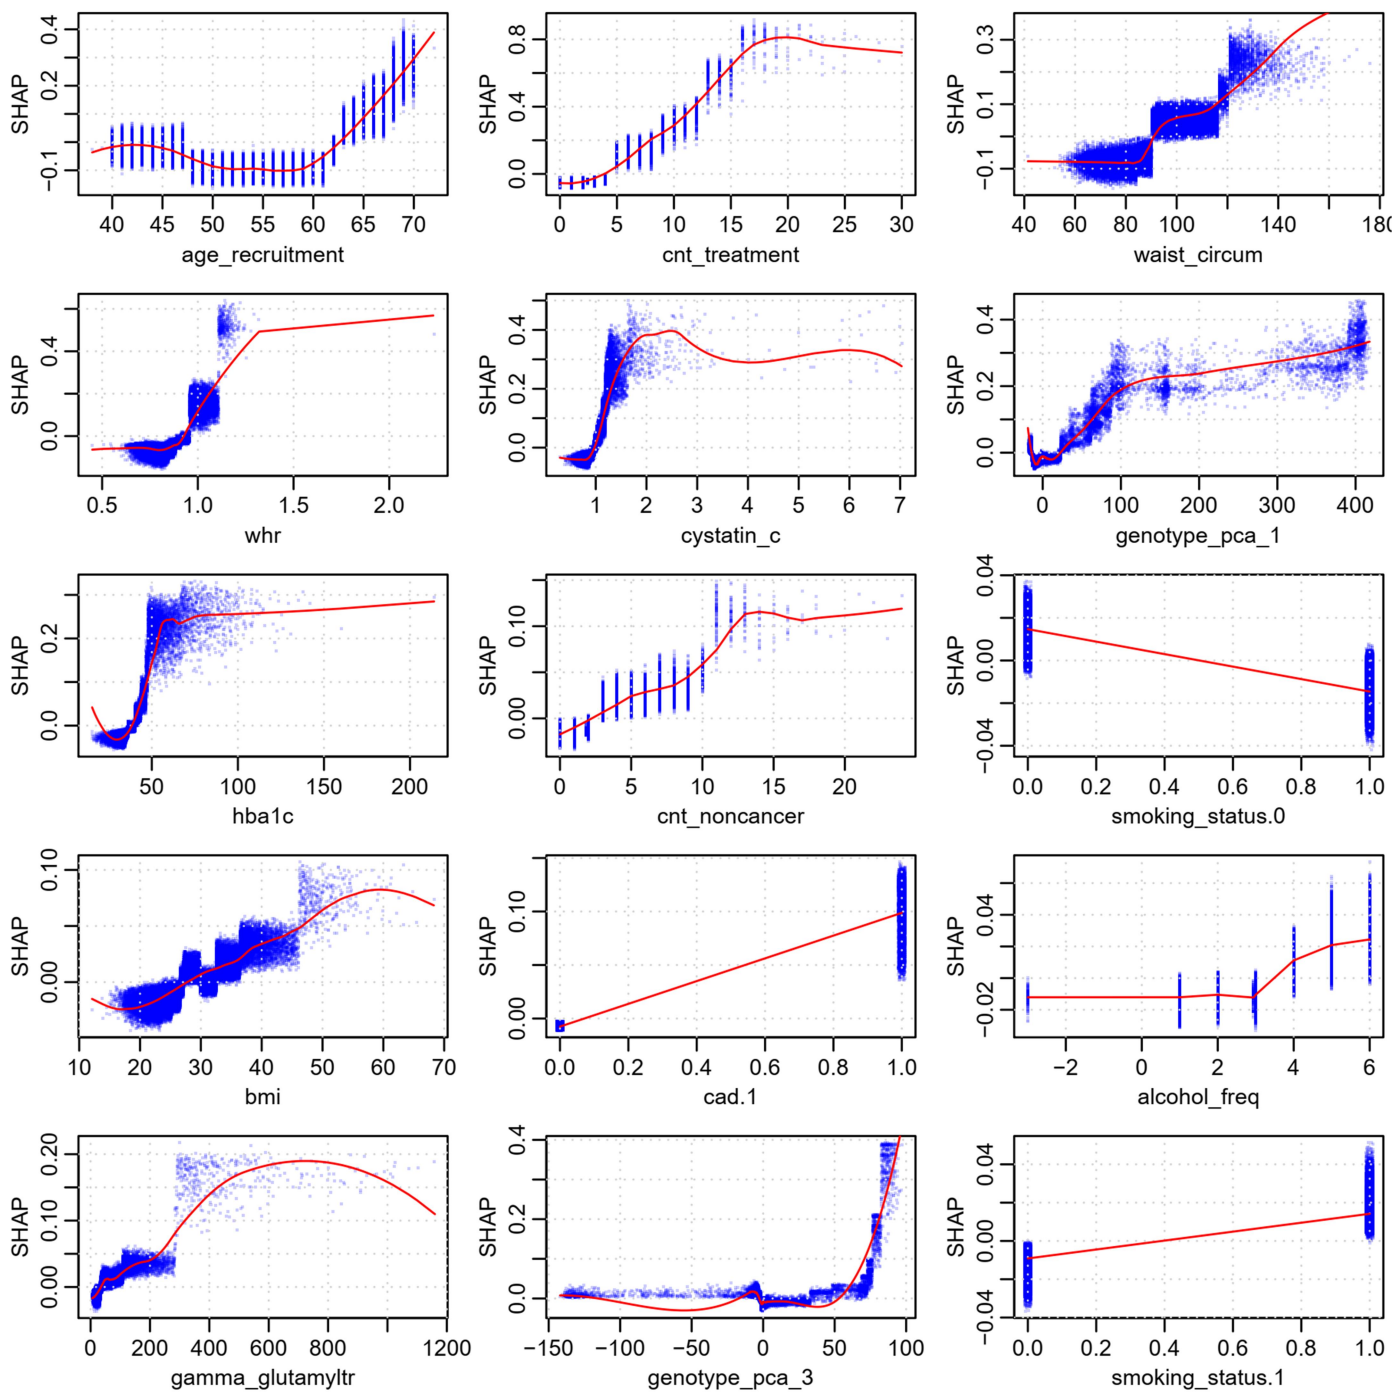 SHAP
−0.1 0.2 0.4
40 45 50 55 60 65 70
age_recruitment
SHAP
0.0 0.4 0.8
0 5 10 15 20 25 30
cnt_treatment
SHAP
−0.1 0.1 0.3
40 60 80 100 140 180
waist_circum
SHAP
0.0 0.4
0.5 1.0 1.5 2.0
whr
SHAP
0.0 0.2 0.4
1 2 3 4 5 6 7
cystatin_c
SHAP
0.0 0.2 0.4
0 100 200 300 400
genotype_pca_1
SHAP
0.0 0.2
50 100 150 200
hba1c
SHAP
0.00 0.10
0 5 10 15 20
cnt_noncancer
SHAP
−0.04 0.00 0.04
0.0 0.2 0.4 0.6 0.8 1.0
smoking_status.0
SHAP
0.00 0.10
10 20 30 40 50 60 70
bmi
SHAP
0.00 0.10
0.0 0.2 0.4 0.6 0.8 1.0
cad.1
SHAP
−0.02 0.04
−2 0 2 4 6
alcohol_freq
SHAP
0.00 0.10 0.20
0 200 400 600 800 1200
gamma_glutamyltr
SHAP
0.0 0.2 0.4
−150 −50 0 50 100
genotype_pca_3
SHAP
−0.04 0.00 0.04
0.0 0.2 0.4 0.6 0.8 1.0
smoking_status.1